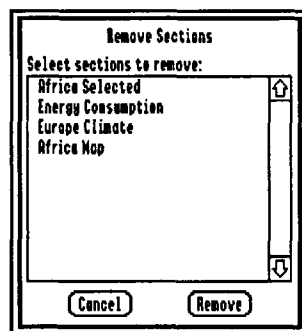 Remove Sections
Select sections to remove:
Africa Selected
Energy Consumption
Europe Climate
Africa Map
Cancel
Remove